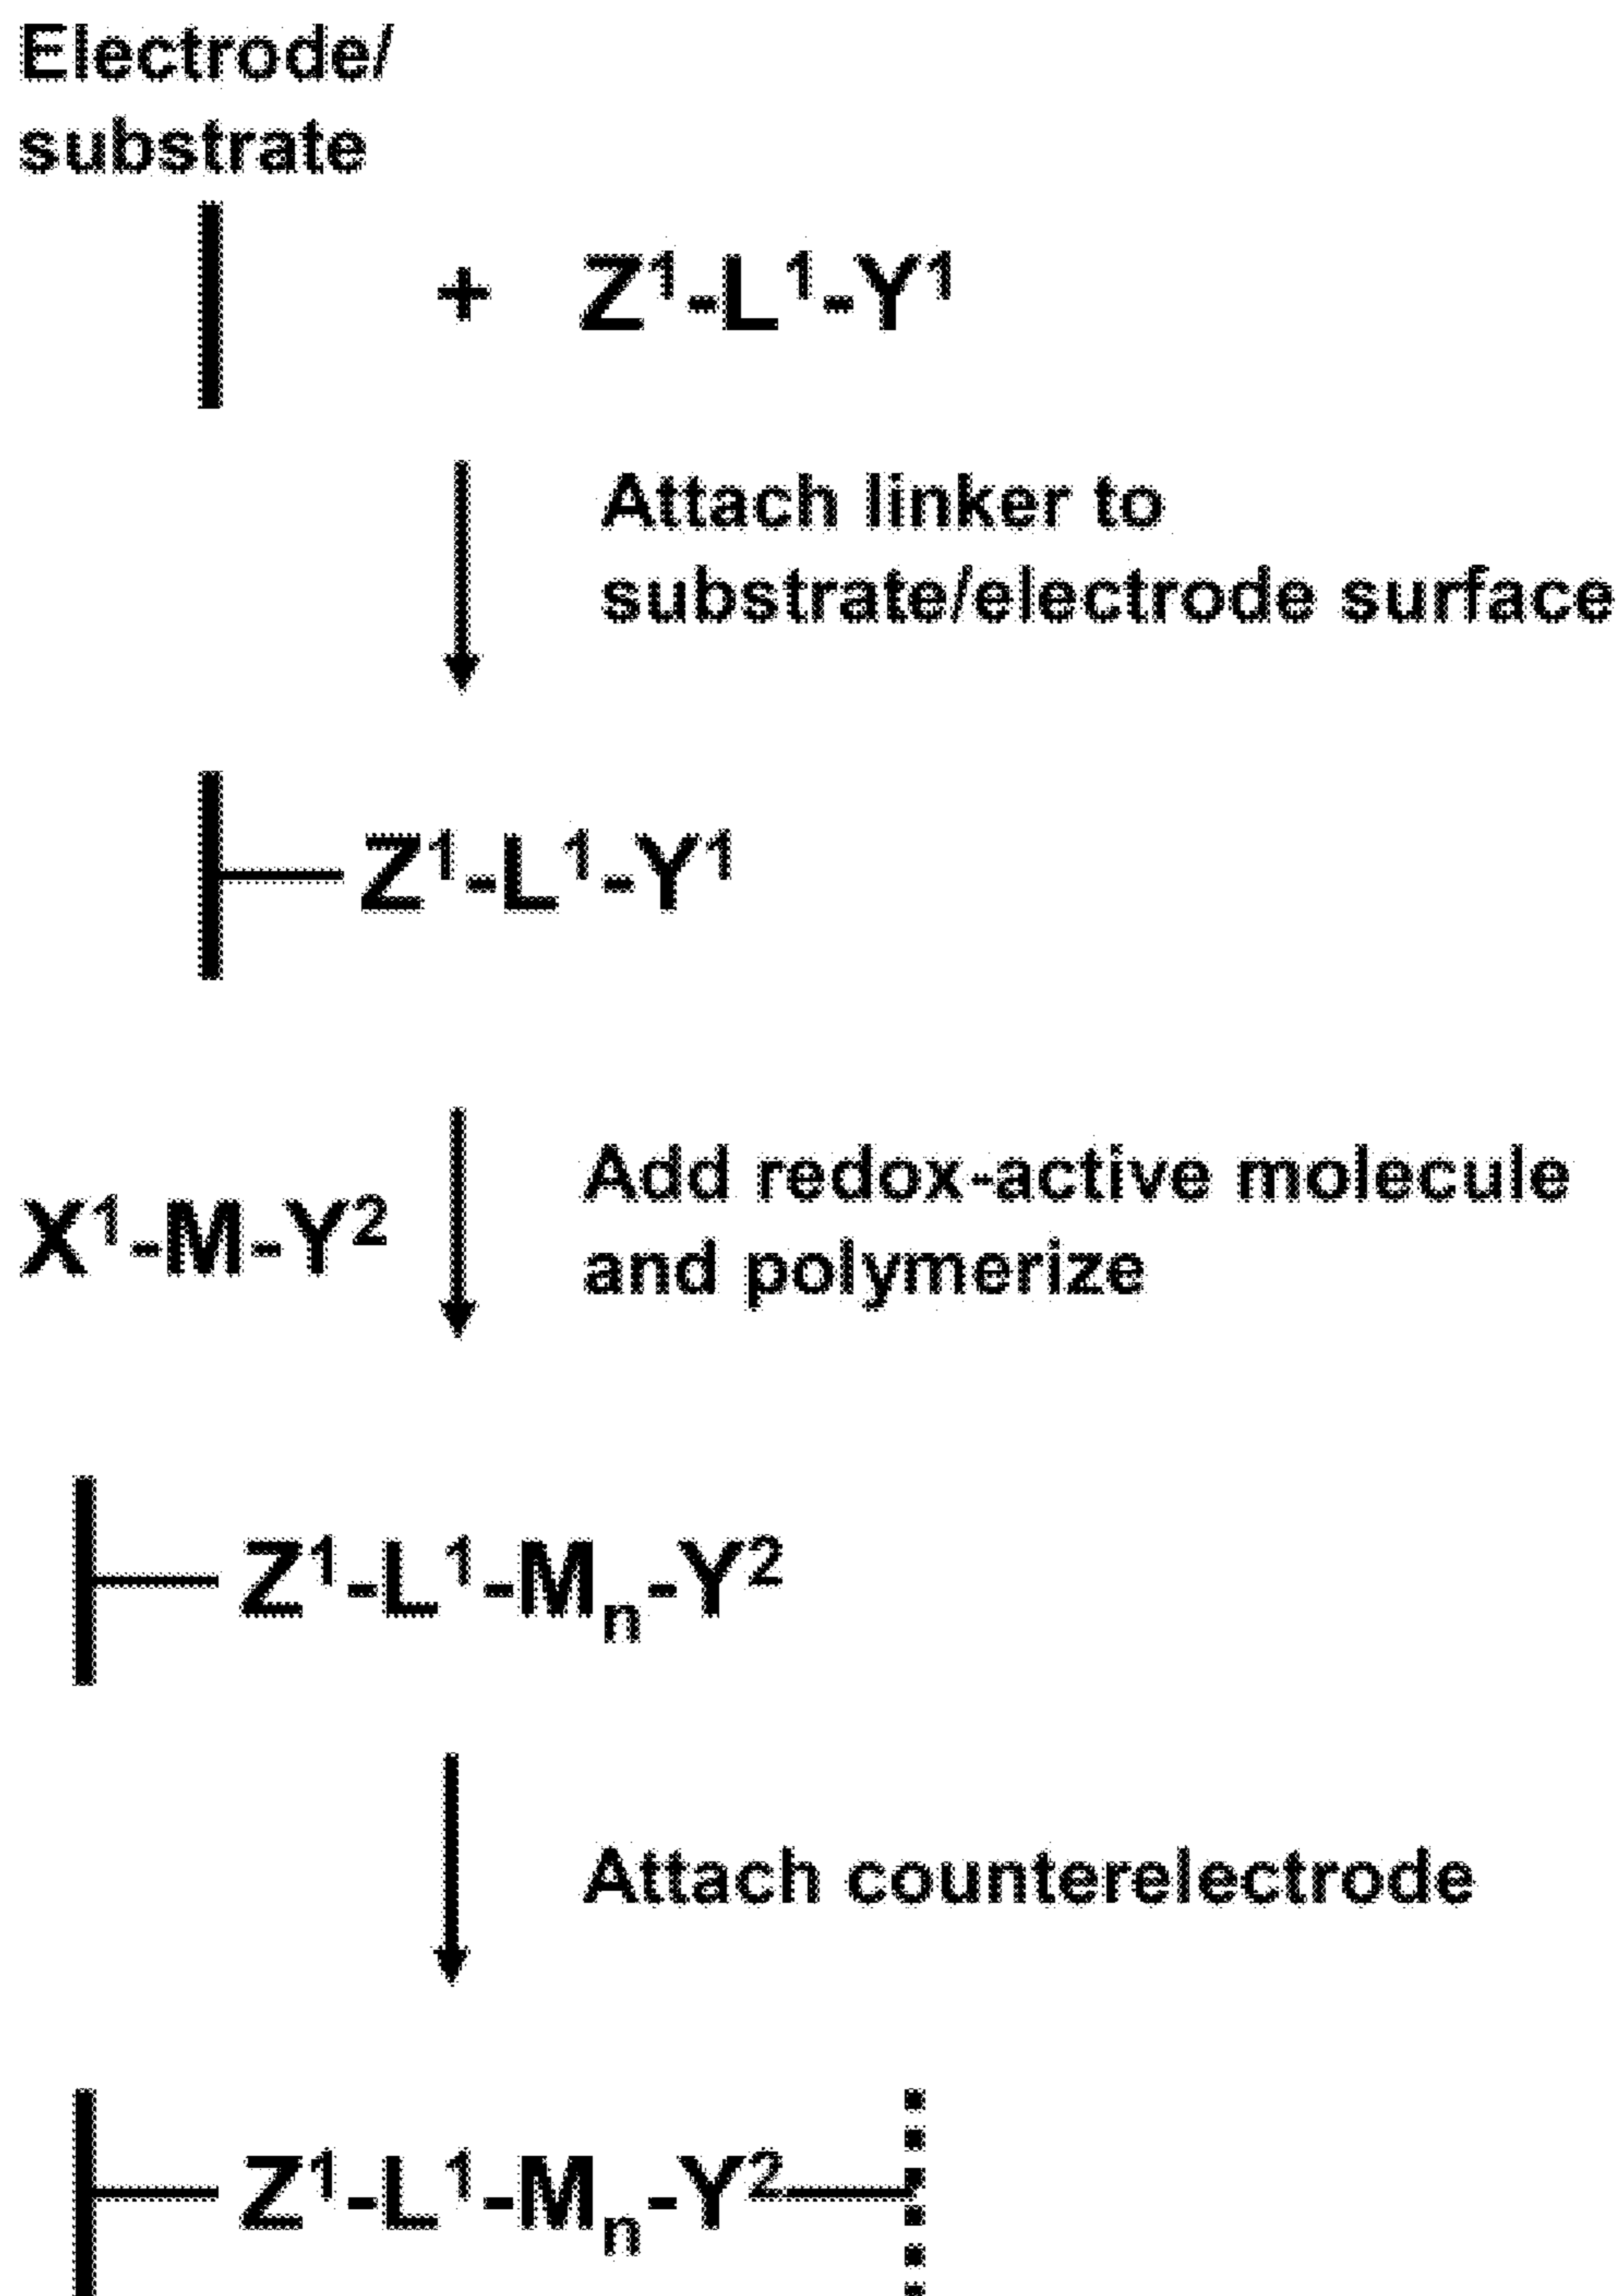 Electrode/
substrate
+ Z¹-L¹-Y¹
Attach linker to
substrate/electrode surface
Z¹-L¹-Y¹
X¹-M-Y²
Add redox-active molecule
and polymerize
Z¹-L¹-Mₙ-Y²
Attach counterelectrode
Z¹-L¹-Mₙ-Y²